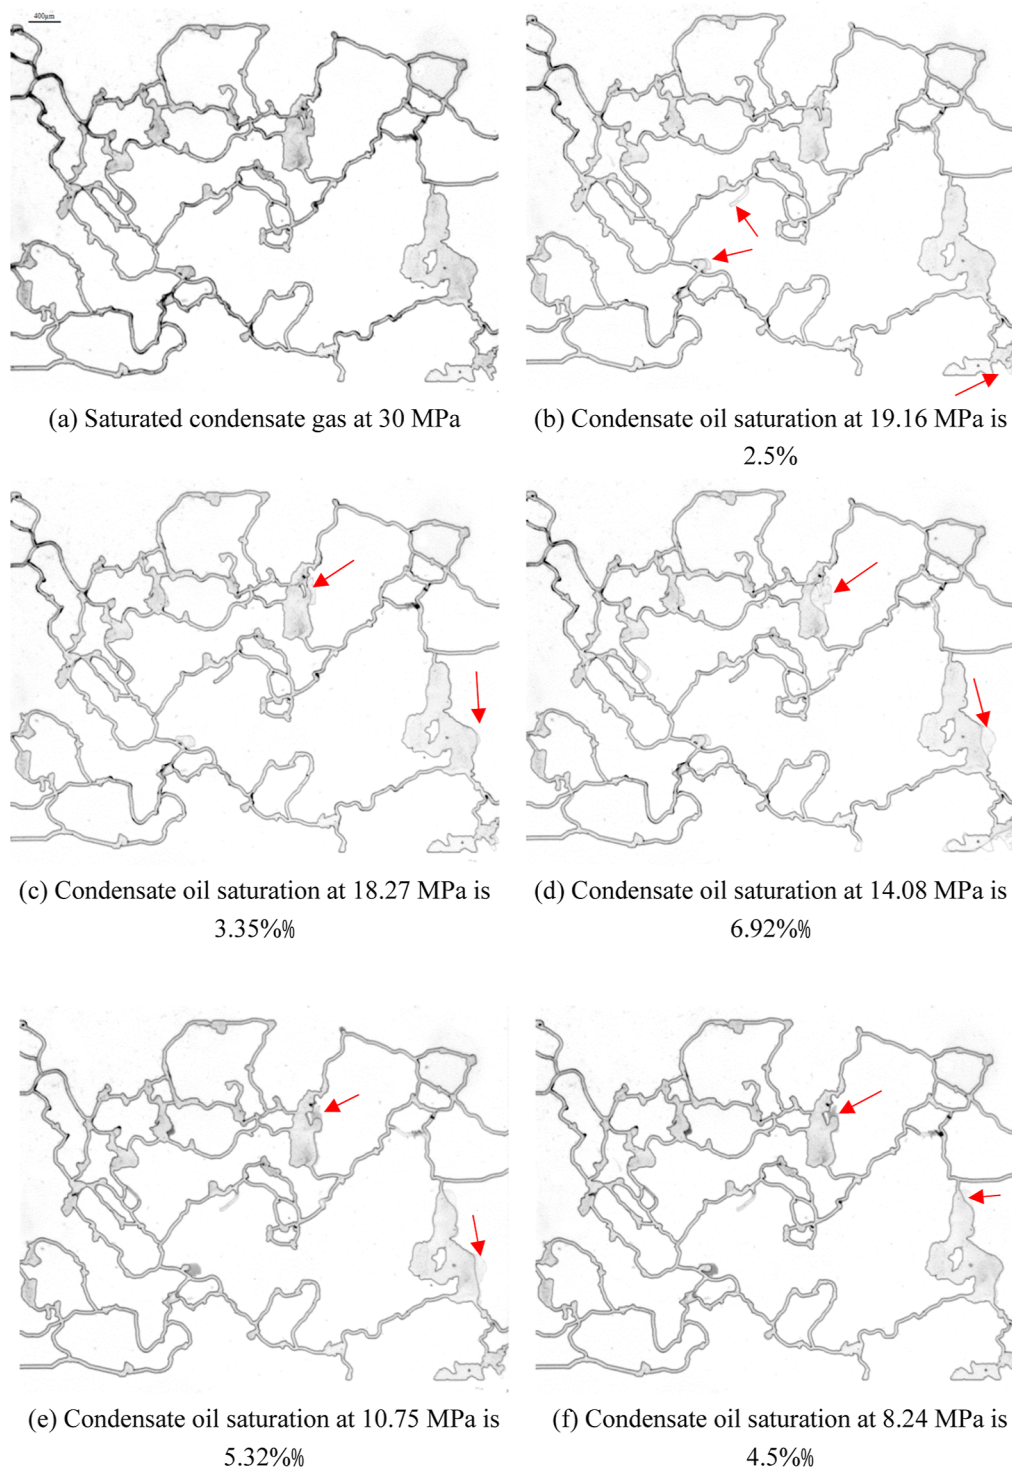 400μm
(a) Saturated condensate gas at 30 MPa
(b) Condensate oil saturation at 19.16 MPa is
2.5%
(c) Condensate oil saturation at 18.27 MPa is
3.35%%
(d) Condensate oil saturation at 14.08 MPa is
6.92%%
(e) Condensate oil saturation at 10.75 MPa is
5.32%%
(f) Condensate oil saturation at 8.24 MPa is
4.5%%